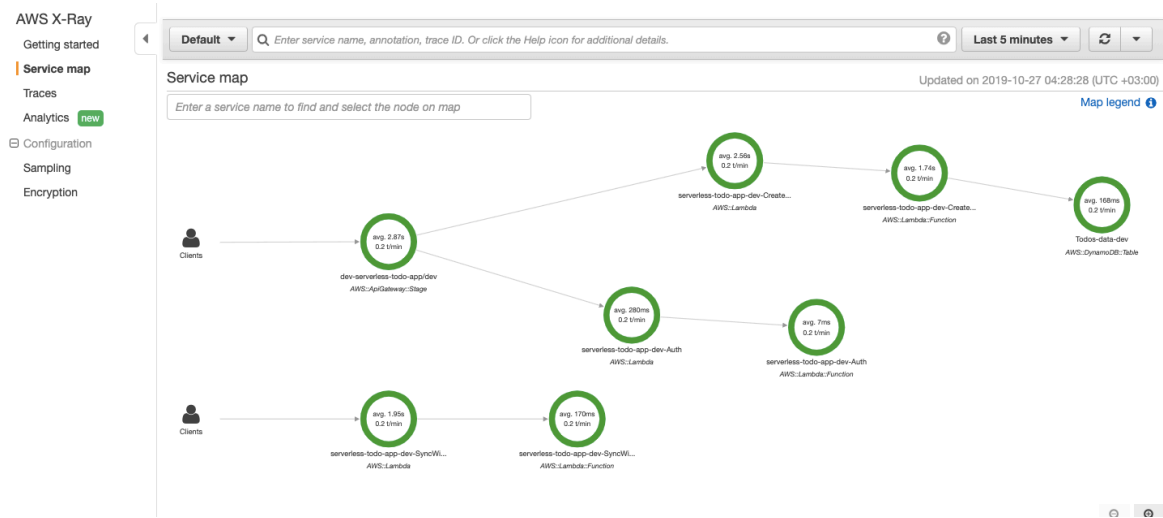 AWS X-Ray
Getting started
Service map
Traces
Analytics new
Configuration
Sampling
Encryption
Default
Enter service name, annotation, trace ID. Or click the Help icon for additional details.
Last 5 minutes
Service map
Updated on 2019-10-27 04:28:28 (UTC +03:00)
Enter a service name to find and select the node on map
Map legend
avg. 2.56s
0.2 t/min
serverless-todo-app-dev-Create...
AWS::Lambda
avg. 1.74s
0.2 t/min
serverless-todo-app-dev-Create...
AWS::Lambda::Function
avg. 168ms
0.2 t/min
Todos-data-dev
AWS::DynamoDB::Table
Clients
avg. 2.87s
0.2 t/min
dev-serverless-todo-app/dev
AWS::ApiGateway::Stage
avg. 280ms
0.2 t/min
serverless-todo-app-dev-Auth
AWS::Lambda
avg. 7ms
0.2 t/min
serverless-todo-app-dev-Auth
AWS::Lambda::Function
Clients
avg. 1.95s
0.2 t/min
serverless-todo-app-dev-SyncWi...
AWS::Lambda
avg. 170ms
0.2 t/min
serverless-todo-app-dev-SyncWi...
AWS::Lambda::Function